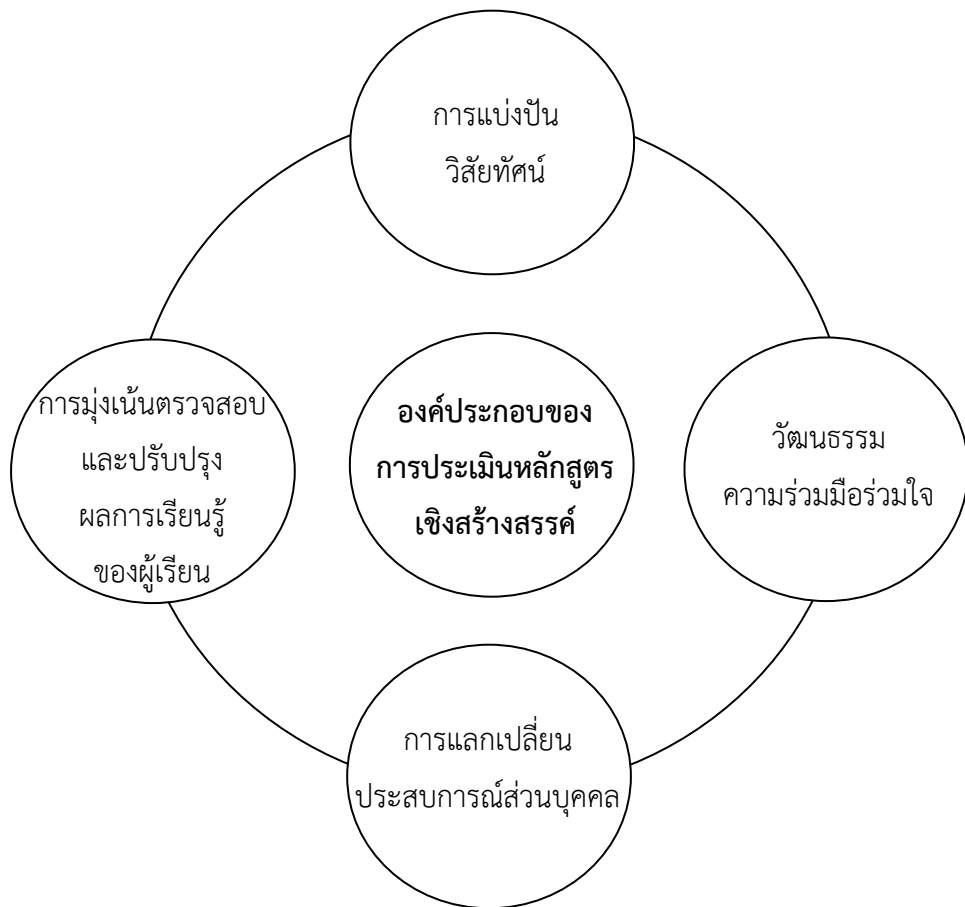 การแบ่งปัน
วิสัยทัศน์
การมุ่งเน้นตรวจสอบ
และปรับปรุง
ผลการเรียนรู้
ของผู้เรียน
องค์ประกอบของ
การประเมินหลักสูตร
เชิงสร้างสรรค์
วัฒนธรรม
ความร่วมมือร่วมใจ
การแลกเปลี่ยน
ประสบการณ์ส่วนบุคคล